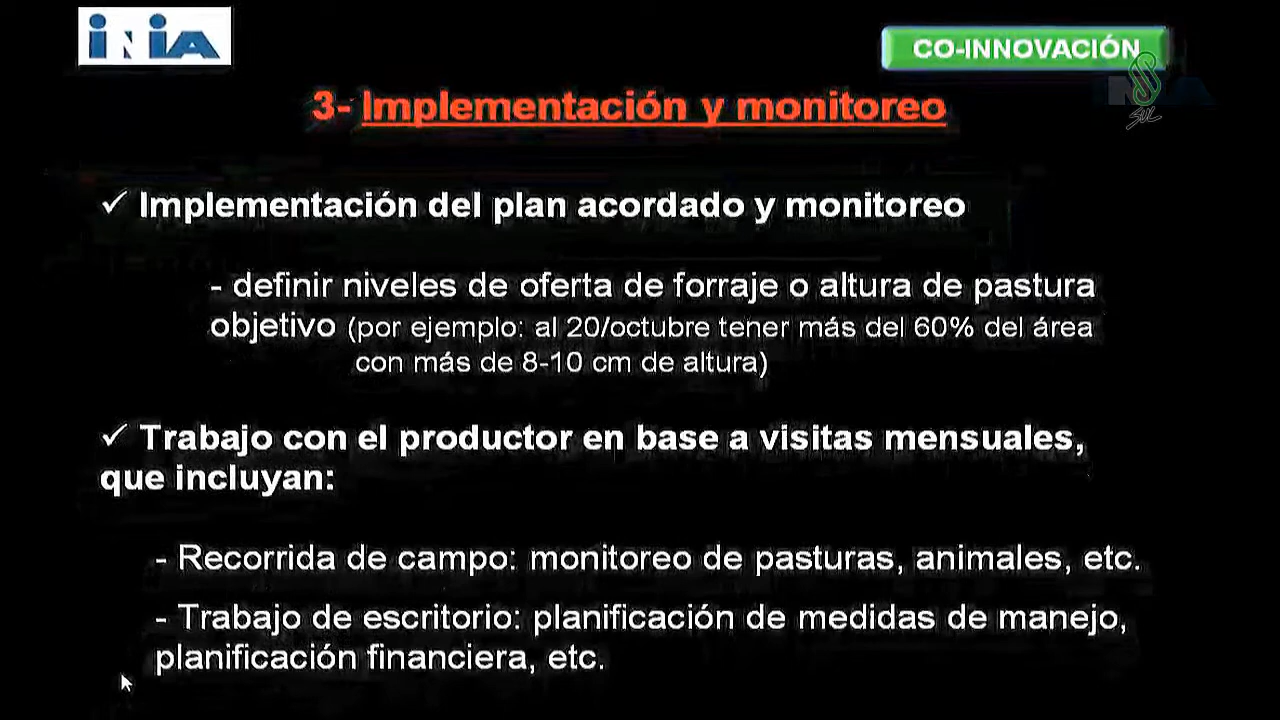 INIA
CO-INNOVACIÓN
SUL
3- Implementación y monitoreo
✓ Implementación del plan acordado y monitoreo
- definir niveles de oferta de forraje o altura de pastura
objetivo (por ejemplo: al 20/octubre tener más del 60% del área
con más de 8-10 cm de altura)
✓ Trabajo con el productor en base a visitas mensuales,
que incluyan:
- Recorrida de campo: monitoreo de pasturas, animales, etc.
- Trabajo de escritorio: planificación de medidas de manejo,
planificación financiera, etc.